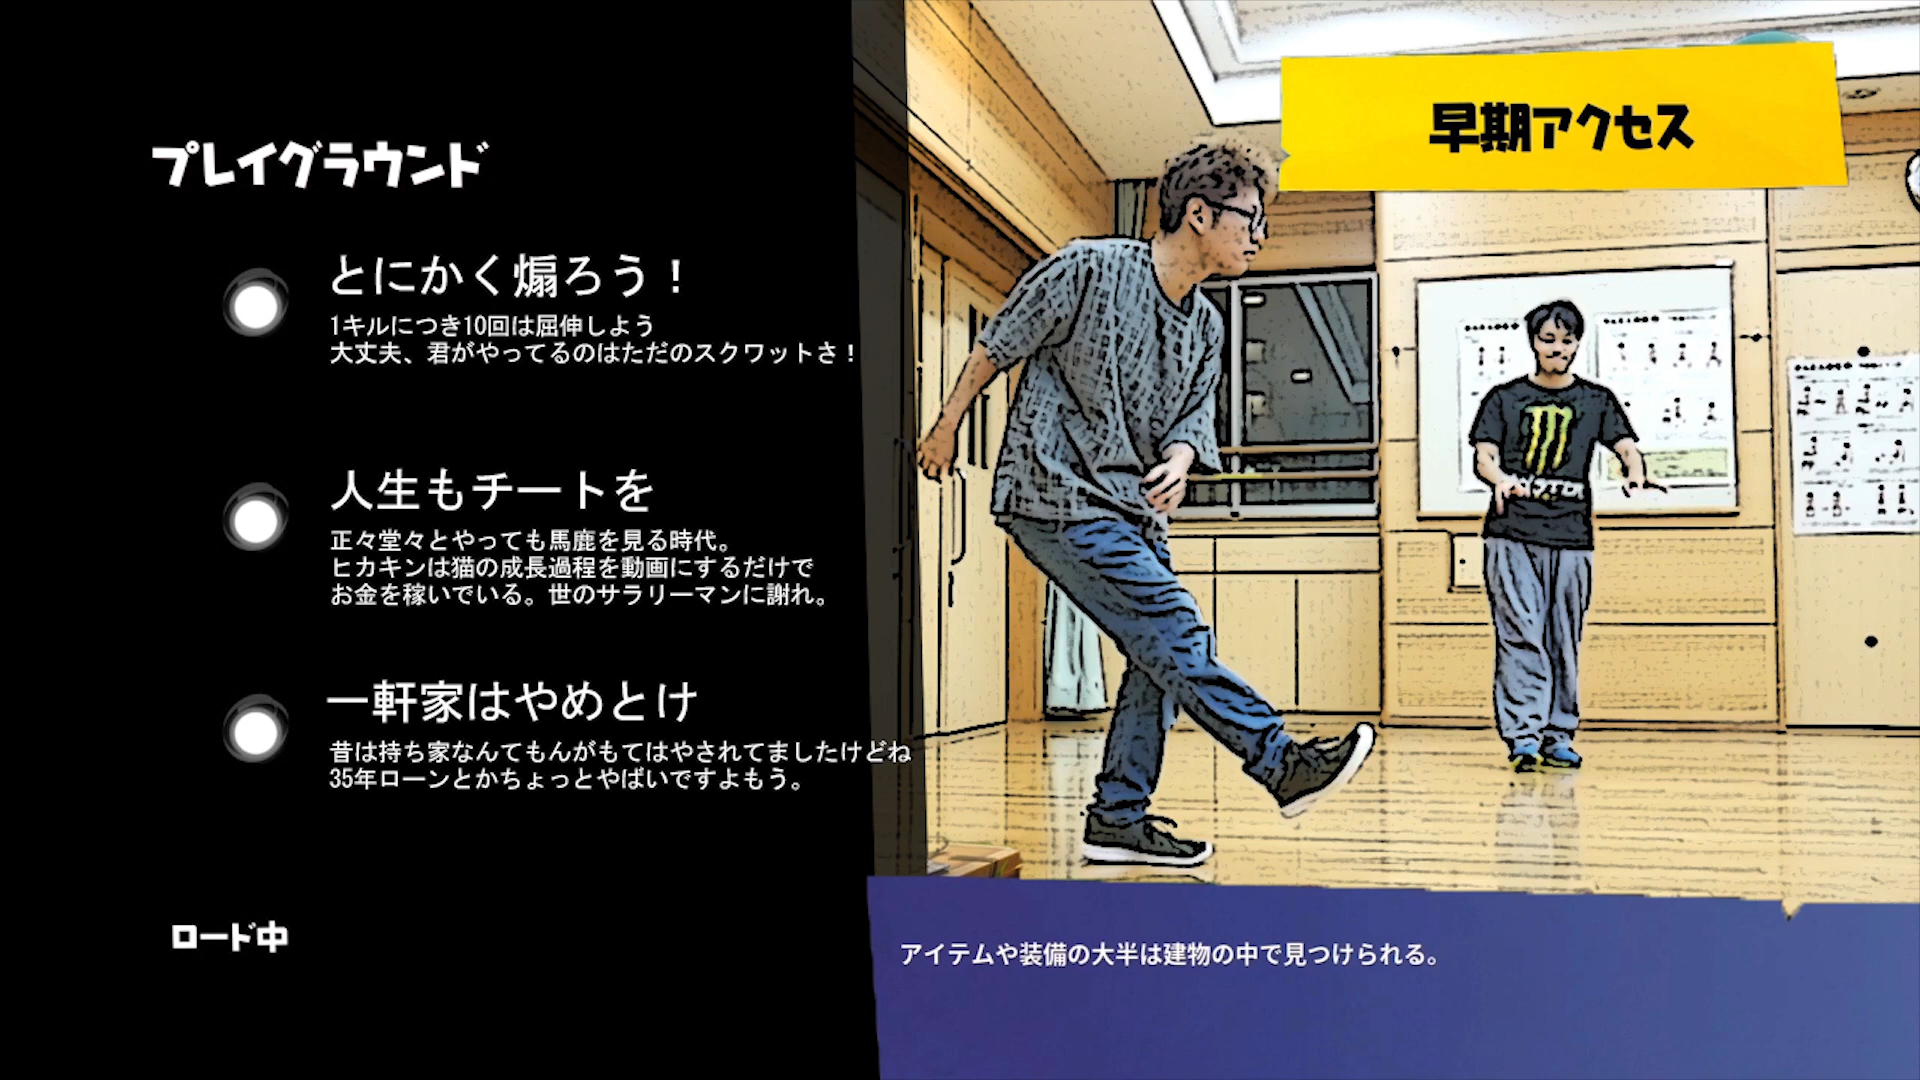 早期アクセス
プレイグラウンド
とにかく煽ろう！
1キルにつき10回は屈伸しよう
大丈夫、君がやってるのはただのスクワットさ！
人生もチートを
正々堂々とやっても馬鹿を見る時代。
ヒカキンは猫の成長過程を動画にするだけで
お金を稼いでいる。世のサラリーマンに謝れ。
一軒家はやめとけ
昔は持ち家なんてもんがもてはやされてましたけどね
35年ローンとかちょっとやばいですよもう。
ロード中
アイテムや装備の大半は建物の中で見つけられる。